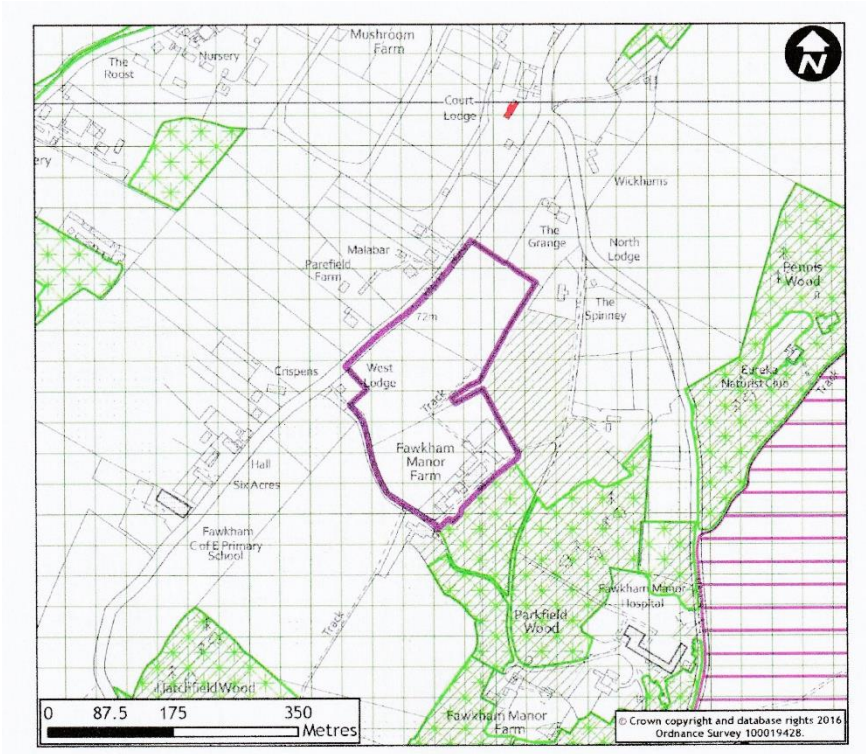 Mushroom
Farm
N
The
Roost
Nursery
Court
Lodge
ery
Wickhams
The
Grange
North
Lodge
Malabar
Parefield
Farm
Pennis
Wood
The
Spinney
72m
Crispens
West
Lodge
Eureka
Naturist Club
Track
Track
Fawkham
Manor
Farm
Hall
Six Acres
Fawkham
C of E Primary
School
Fawkham Manor
Hospital
Track
Parkfield
Wood
Hatchfield Wood
Fawkham Manor
Farm
0 87.5 175 350
Metres
© Crown copyright and database rights 2016
Ordnance Survey 100019428.